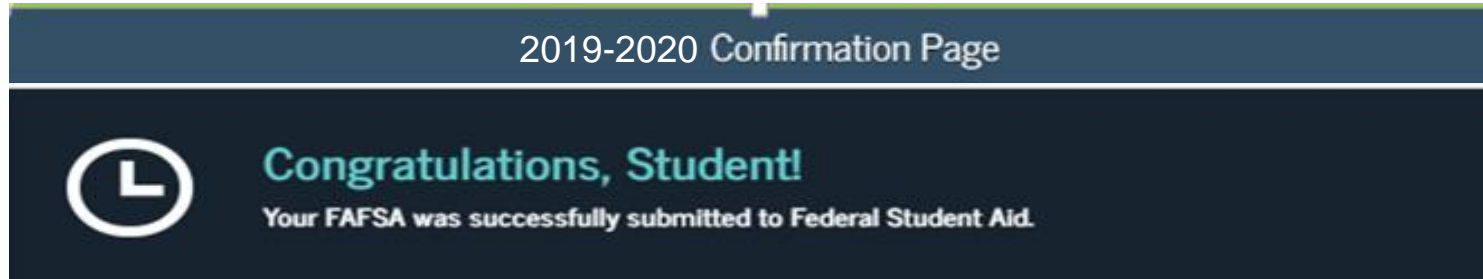 2019-2020 Confirmation Page
Congratulations, Student!
Your FAFSA was successfully submitted to Federal Student Aid.